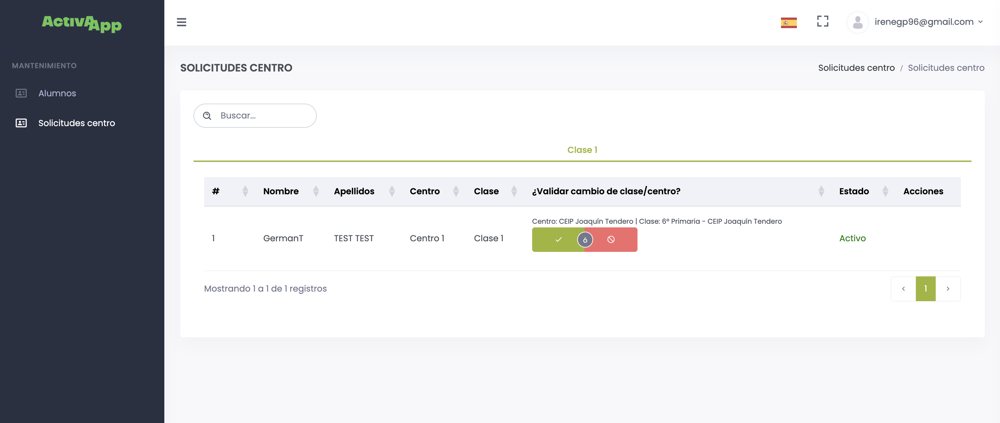 ActivApp
irenegp96@gmail.com
MANTENIMIENTO
Alumnos
Solicitudes centro
SOLICITUDES CENTRO
Solicitudes centro / Solicitudes centro
Buscar...
Clase 1
# Nombre Apellidos Centro Clase ¿Validar cambio de clase/centro? Estado Acciones
Centro: CEIP Joaquín Tendero | Clase: 6º Primaria - CEIP Joaquín Tendero
1 GermanT TEST TEST Centro 1 Clase 1 ó Activo
Mostrando 1 a 1 de 1 registros
‹ 1 ›